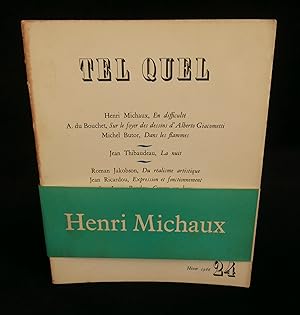 TEL QUEL
Henri Michaux, En difficulté
A. du Bouchet, Sur le foyer des dessins d'Alberto Giacometti
Michel Butor, Dans les flammes
Jean Thibaudeau, La nuit
Roman Jakobson, Du réalisme artistique
Jean Ricardou, Expression et fonctionnement
Henri Michaux
Hiver
24